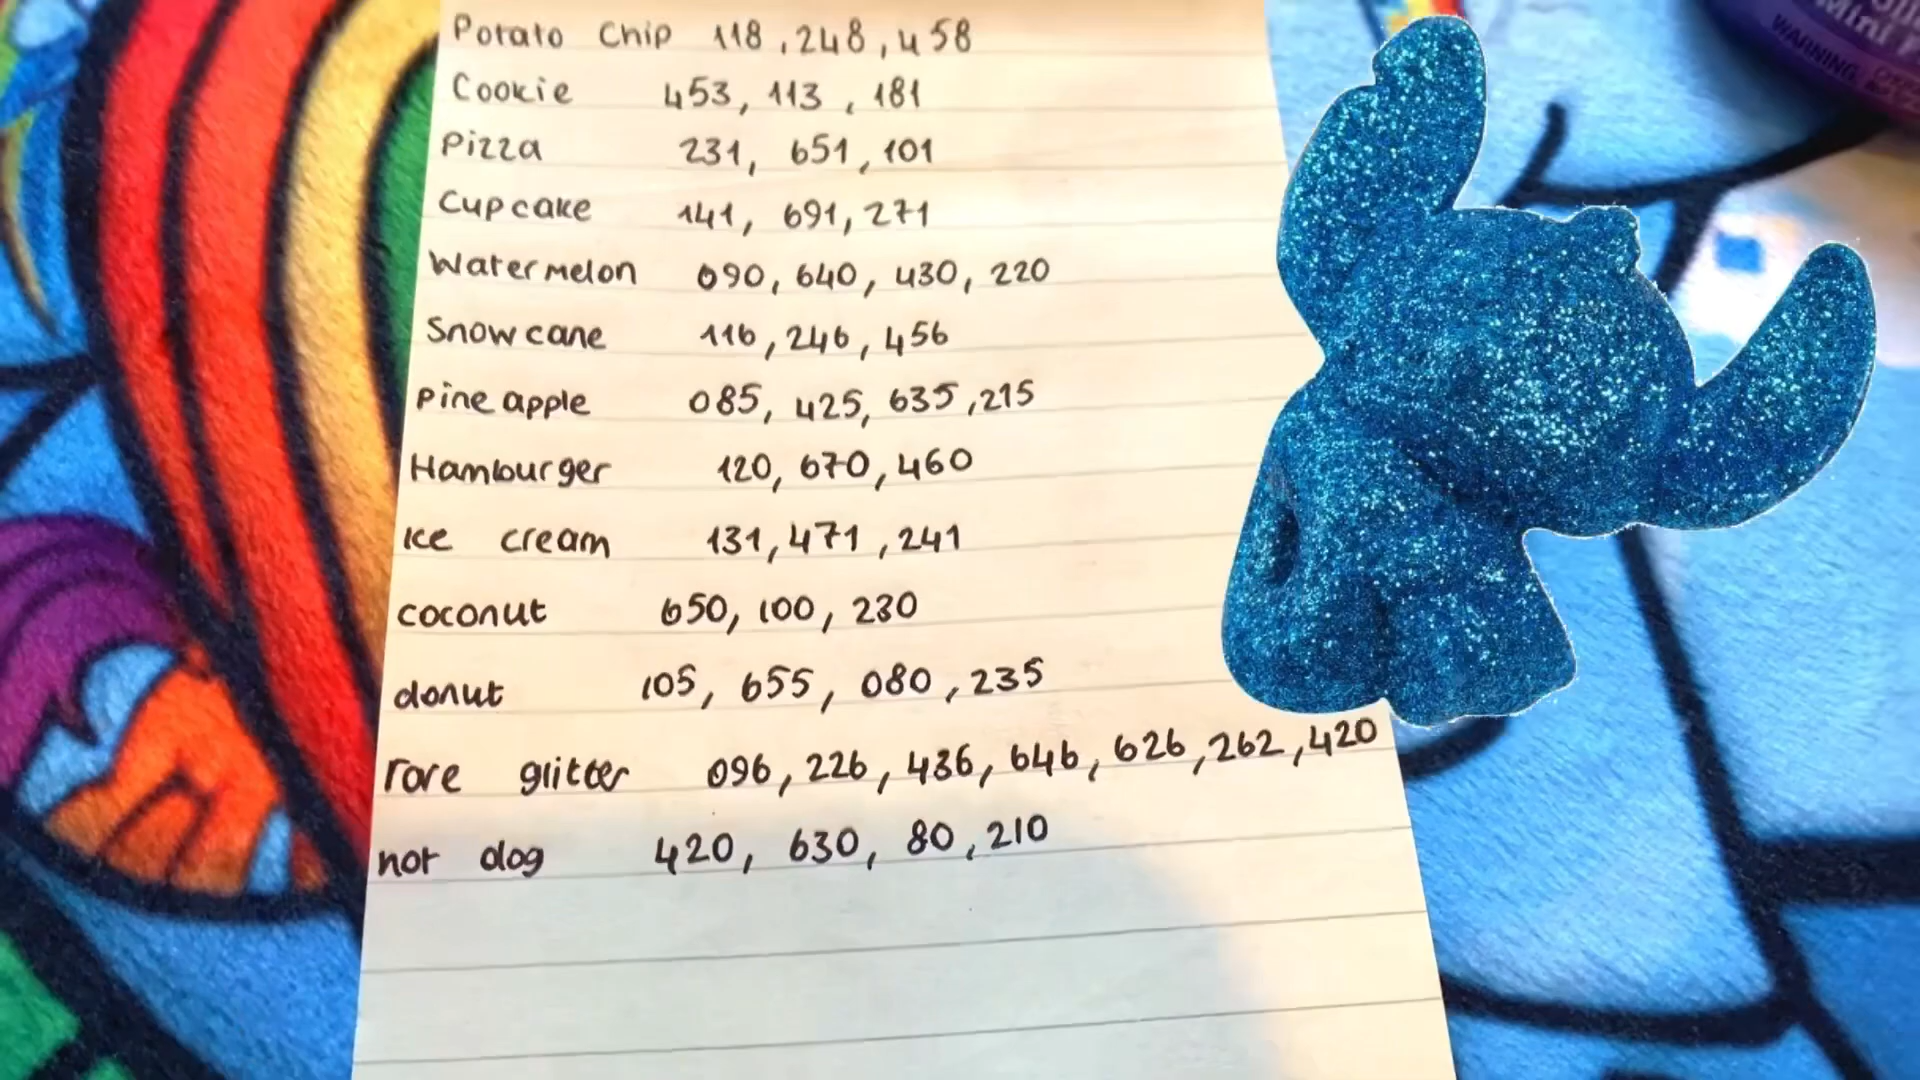 Potato Chip 118, 248, 458
Cookie 453, 113, 181
Pizza 231, 651, 101
Cupcake 141, 691, 271
Watermelon 090, 640, 430, 220
Snow cane 116, 246, 456
Pineapple 085, 425, 635, 215
Hamburger 120, 670, 460
Ice cream 131, 471, 241
coconut 650, 100, 230
donut 105, 655, 080, 235
rare glitter 096, 226, 436, 646, 626, 262, 420
hot dog 420, 630, 80, 210
Mini
WARNING